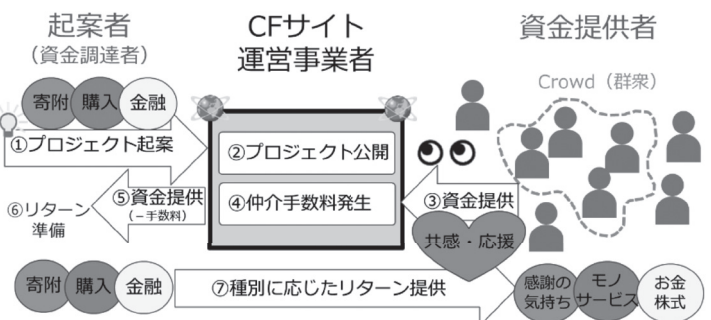 起案者
（資金調達者）
CFサイト
運営事業者
資金提供者
Crowd（群衆）
寄附
購入
金融
①プロジェクト起案
②プロジェクト公開
③資金提供
共感・応援
④仲介手数料発生
⑤資金提供
（－手数料）
⑥リターン
準備
寄附
購入
金融
⑦種別に応じたリターン提供
感謝の
気持ち
モノ
サービス
お金
株式